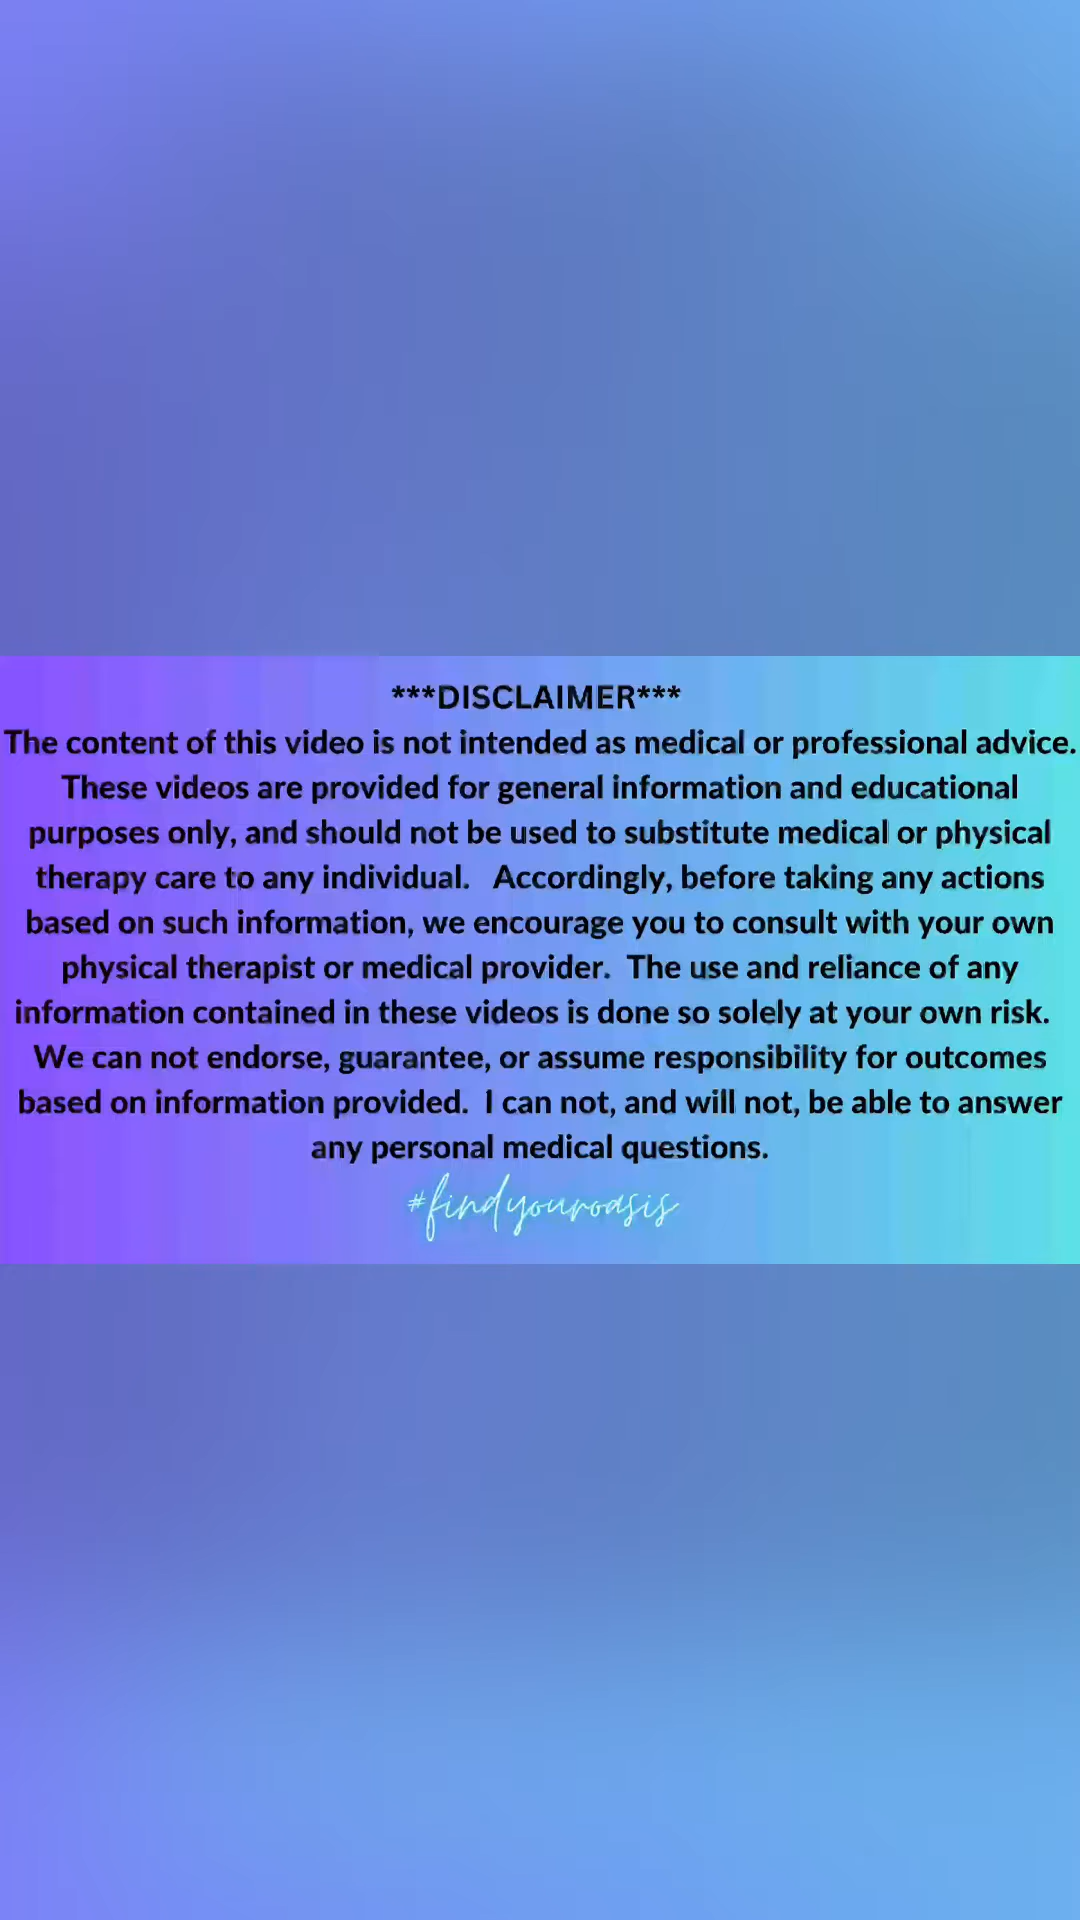 ***DISCLAIMER***
The content of this video is not intended as medical or professional advice.
These videos are provided for general information and educational
purposes only, and should not be used to substitute medical or physical
therapy care to any individual.   Accordingly, before taking any actions
based on such information, we encourage you to consult with your own
physical therapist or medical provider.  The use and reliance of any
information contained in these videos is done so solely at your own risk.
We can not endorse, guarantee, or assume responsibility for outcomes
based on information provided.  I can not, and will not, be able to answer
any personal medical questions.
#findyouroasis